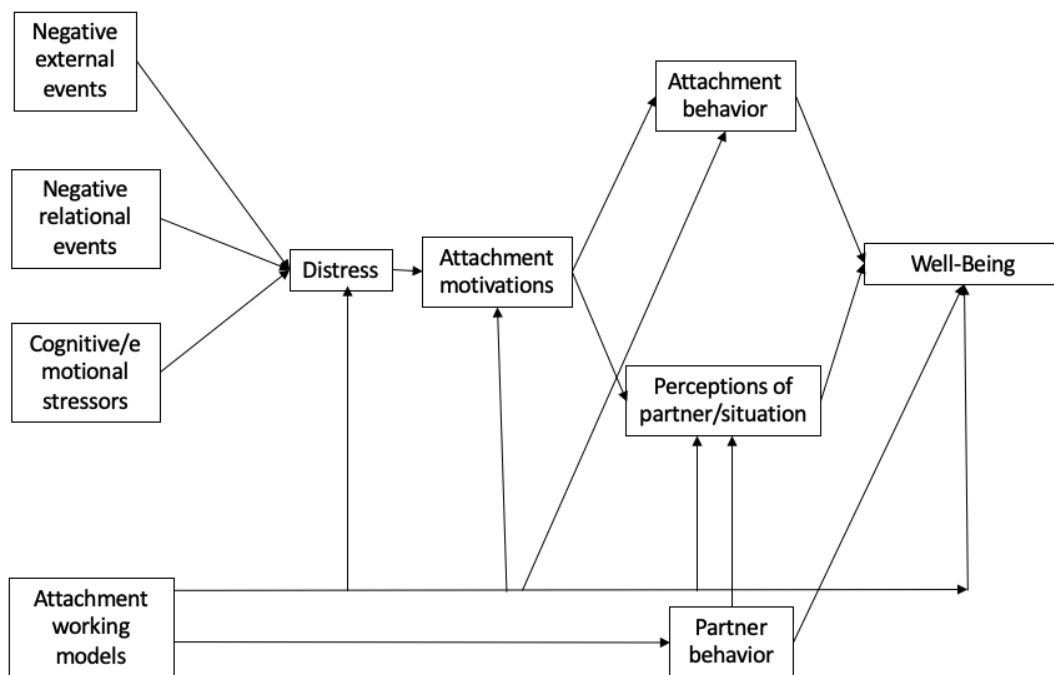 Negative
external
events
Attachment
behavior
Negative
relational
events
Distress
Attachment
motivations
Well-Being
Cognitive/e
motional
stressors
Perceptions of
partner/situation
Attachment
working
models
Partner
behavior